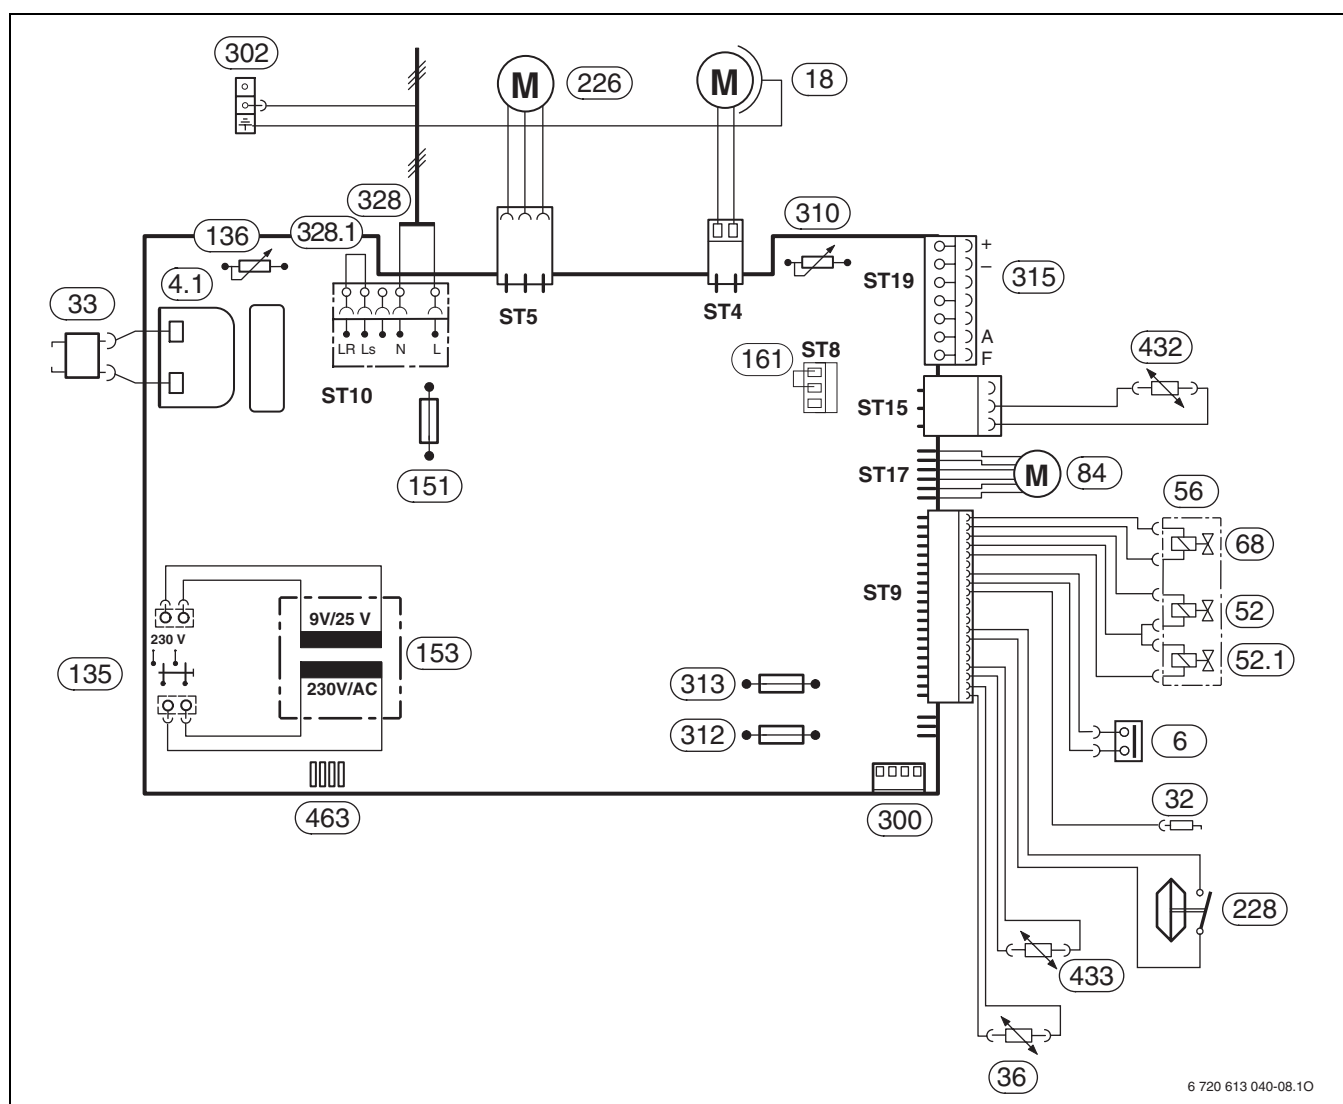 302
M
226
M
18
328
310
136
328.1
4.1
ST19
+
–
315
33
ST5
ST4
LR
Ls
N
L
ST8
161
A
F
432
ST10
ST15
151
ST17
M
84
56
68
ST9
9V/25 V
52
230 V
153
135
52.1
230V/AC
313
312
6
463
300
32
228
433
36
6 720 613 040-08.1O